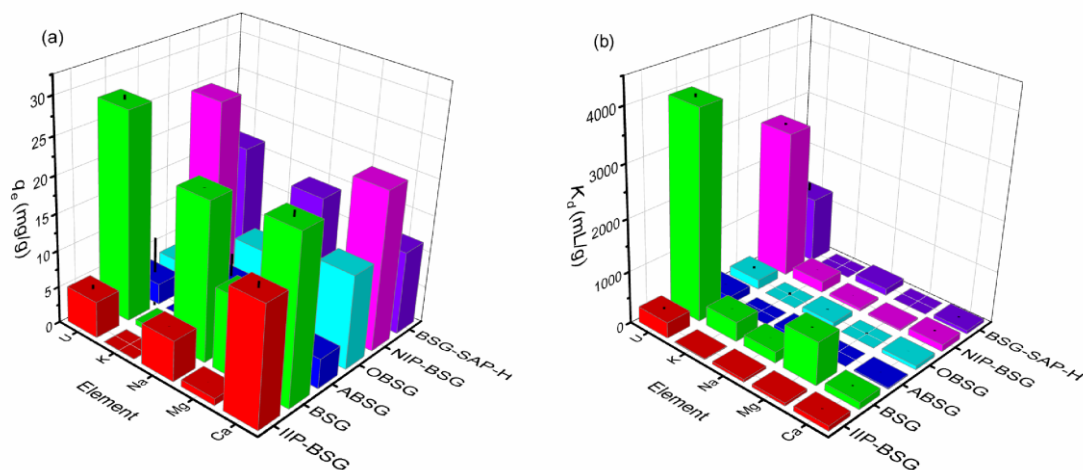 (a)
30
25
20
15
10
5
0
qe (mg/g)
U
K
Na
Mg
Ca
Element
BSG-SAP-H
NIP-BSG
OBSG
ABSG
BSG
IIP-BSG
(b)
4000
3000
2000
1000
0
Kd (mL/g)
U
K
Na
Mg
Ca
Element
BSG-SAP-H
NIP-BSG
OBSG
ABSG
BSG
IIP-BSG